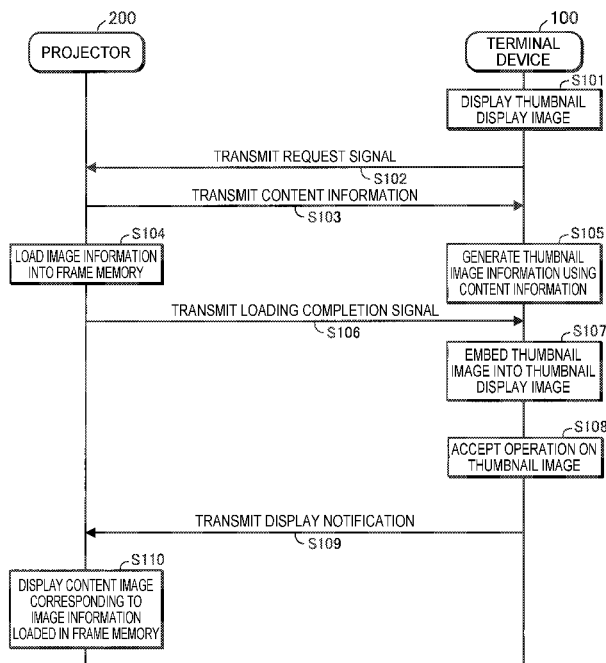 200
PROJECTOR
100
TERMINAL
DEVICE
S101
DISPLAY THUMBNAIL
DISPLAY IMAGE
TRANSMIT REQUEST SIGNAL
S102
TRANSMIT CONTENT INFORMATION
S103
S104
LOAD IMAGE INFORMATION
INTO FRAME MEMORY
S105
GENERATE THUMBNAIL
IMAGE INFORMATION USING
CONTENT INFORMATION
TRANSMIT LOADING COMPLETION SIGNAL
S106
S107
EMBED THUMBNAIL
IMAGE INTO THUMBNAIL
DISPLAY IMAGE
S108
ACCEPT OPERATION ON
THUMBNAIL IMAGE
TRANSMIT DISPLAY NOTIFICATION
S109
S110
DISPLAY CONTENT IMAGE
CORRESPONDING TO
IMAGE INFORMATION
LOADED IN FRAME MEMORY